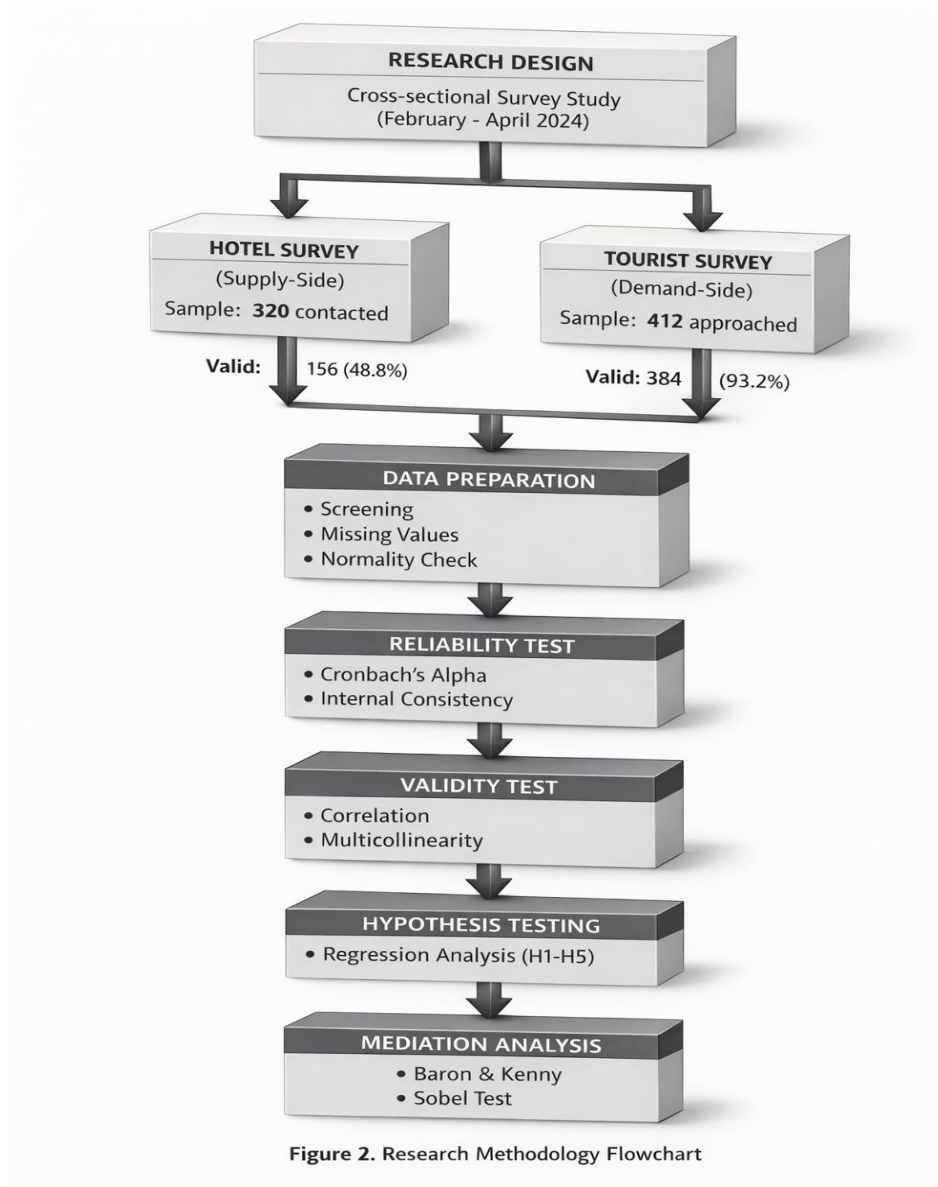 RESEARCH DESIGN
Cross-sectional Survey Study
(February - April 2024)
HOTEL SURVEY
(Supply-Side)
Sample: 320 contacted
Valid: 156 (48.8%)
TOURIST SURVEY
(Demand-Side)
Sample: 412 approached
Valid: 384 (93.2%)
DATA PREPARATION
• Screening
• Missing Values
• Normality Check
RELIABILITY TEST
• Cronbach's Alpha
• Internal Consistency
VALIDITY TEST
• Correlation
• Multicollinearity
HYPOTHESIS TESTING
• Regression Analysis (H1-H5)
MEDIATION ANALYSIS
• Baron & Kenny
• Sobel Test
Figure 2. Research Methodology Flowchart